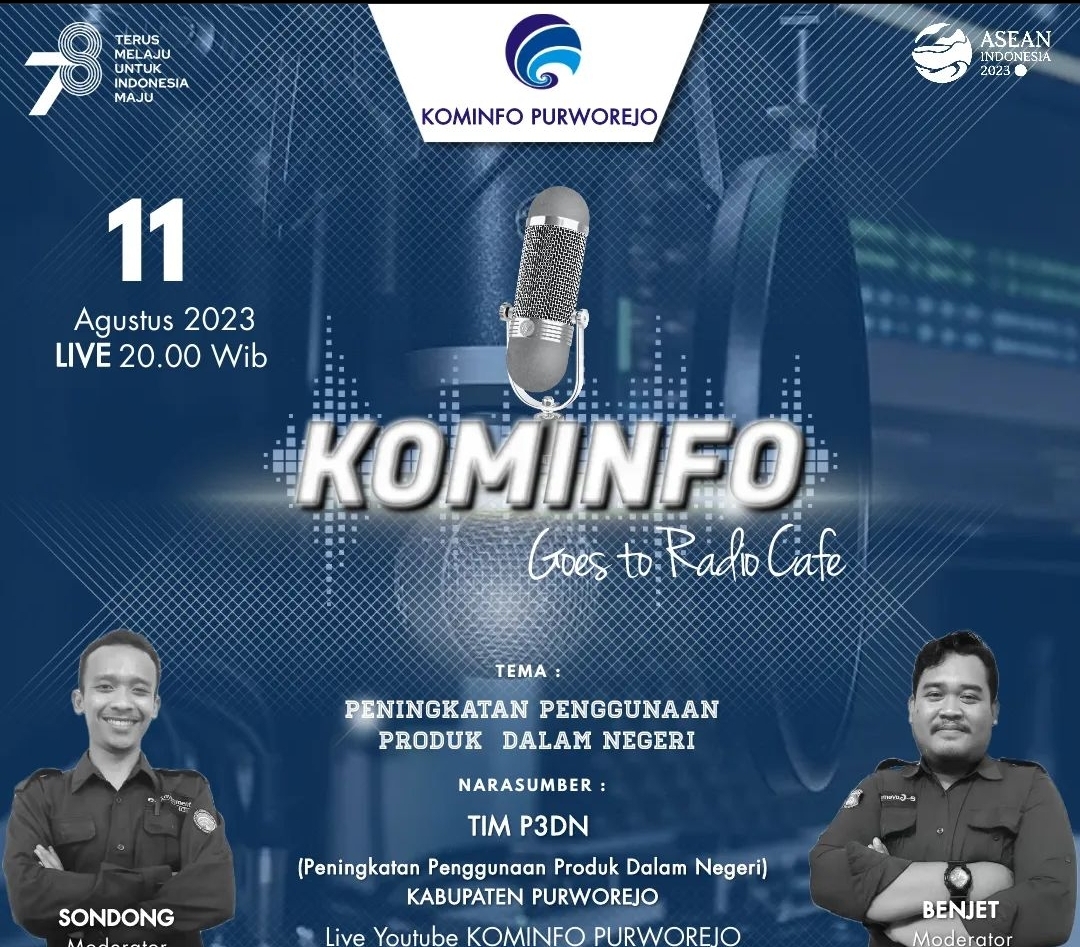 78
TERUS
MELAJU
UNTUK
INDONESIA
MAJU
KOMINFO PURWOREJO
ASEAN
INDONESIA
2023
11
Agustus 2023
LIVE 20.00 Wib
KOMINFO
Goes to Radio Cafe
TEMA :
PENINGKATAN PENGGUNAAN
PRODUK DALAM NEGERI
NARASUMBER :
TIM P3DN
(Peningkatan Penggunaan Produk Dalam Negeri)
KABUPATEN PURWOREJO
Live Youtube KOMINFO PURWOREJO
SONDONG
Moderator
BENJET
Moderator